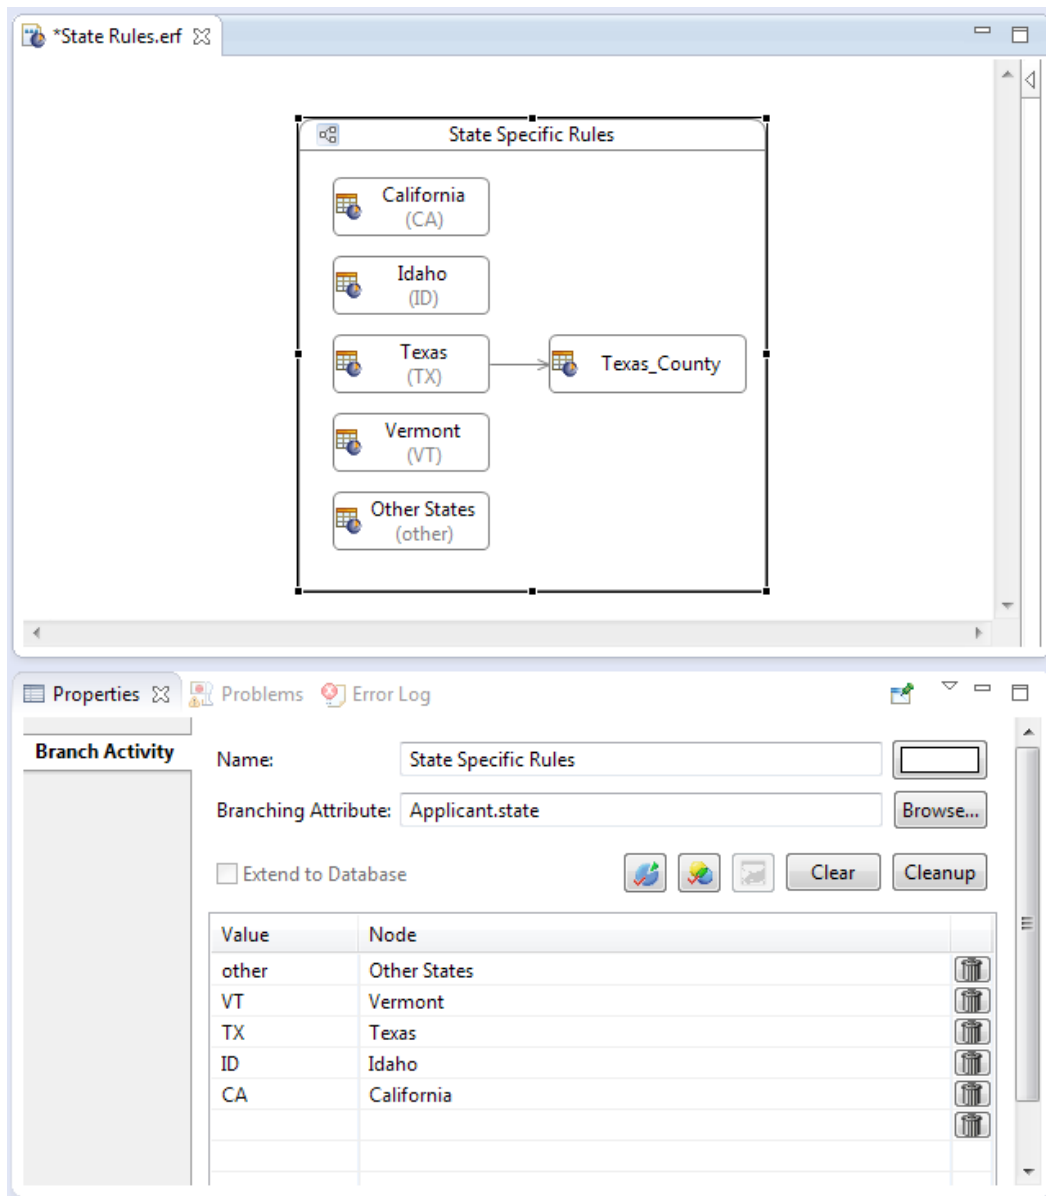 *State Rules.erf
State Specific Rules
California
(CA)
Idaho
(ID)
Texas
(TX)
Texas_County
Vermont
(VT)
Other States
(other)
Properties Problems Error Log
Branch Activity
Name: State Specific Rules
Branching Attribute: Applicant.state Browse...
Extend to Database Clear Cleanup
Value Node
other Other States
VT Vermont
TX Texas
ID Idaho
CA California